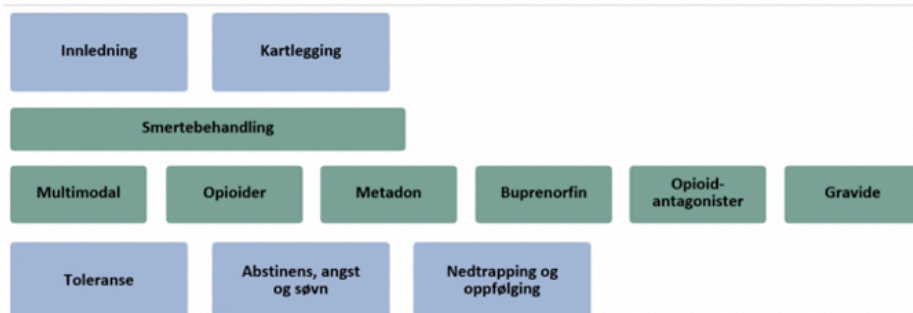 Innledning
Kartlegging
Smertebehandling
Multimodal
Opioider
Metadon
Buprenorfin
Opioid-
antagonister
Gravide
Toleranse
Abstinens, angst
og søvn
Nedtrapping og
oppfølging